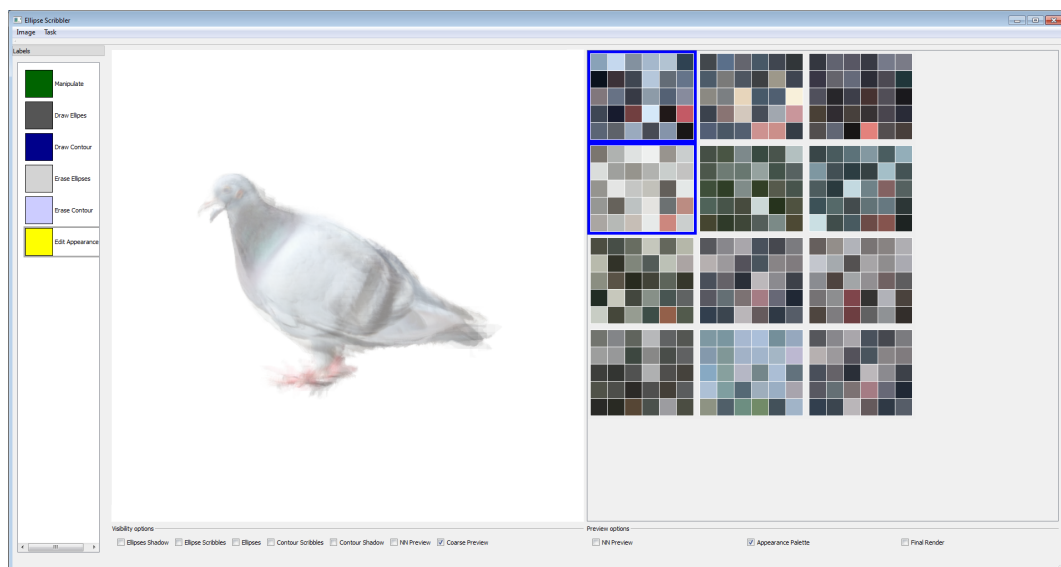 Ellipse Scribbler
Image Task
Labels
Manipulate
Draw Ellipes
Draw Contour
Erase Ellipses
Erase Contour
Edit Appearance
Visibility options
Ellipses Shadow Ellipse Scribbles Ellipses Contour Scribbles Contour Shadow NN Preview Coarse Preview
Preview options
NN Preview Appearance Palette Final Render